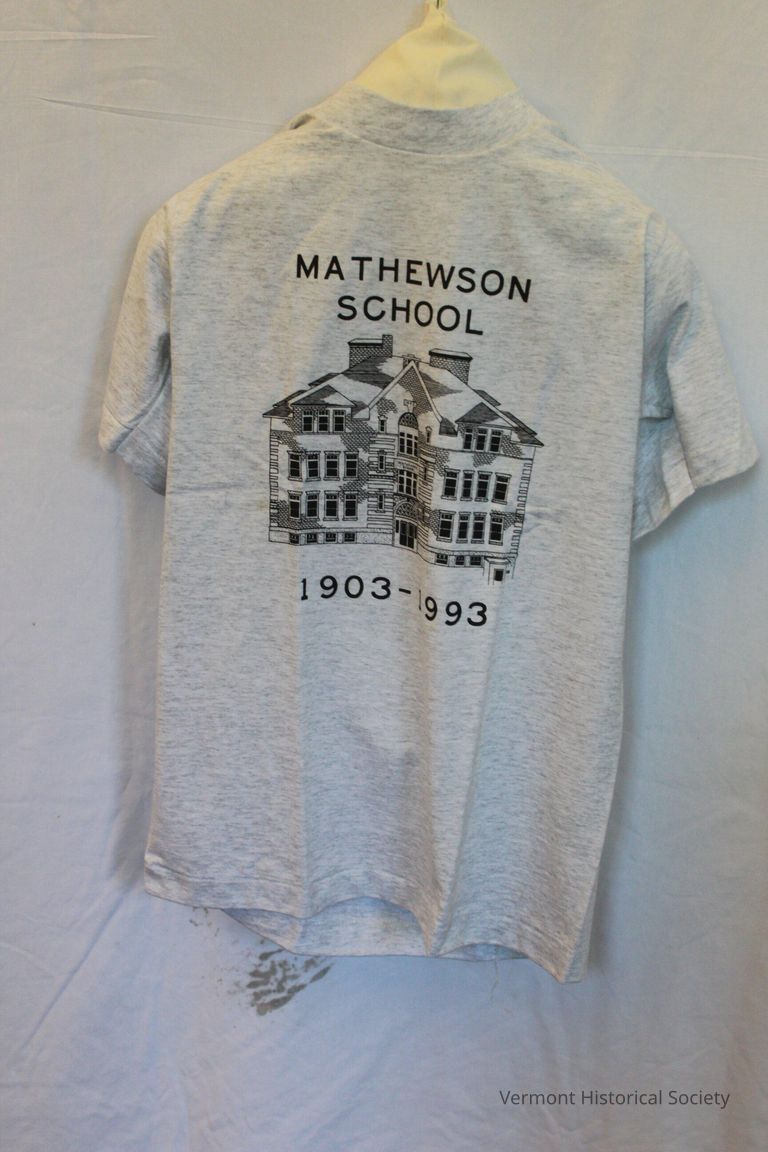 MATHEWSON
SCHOOL
1903-1993
Vermont Historical Society